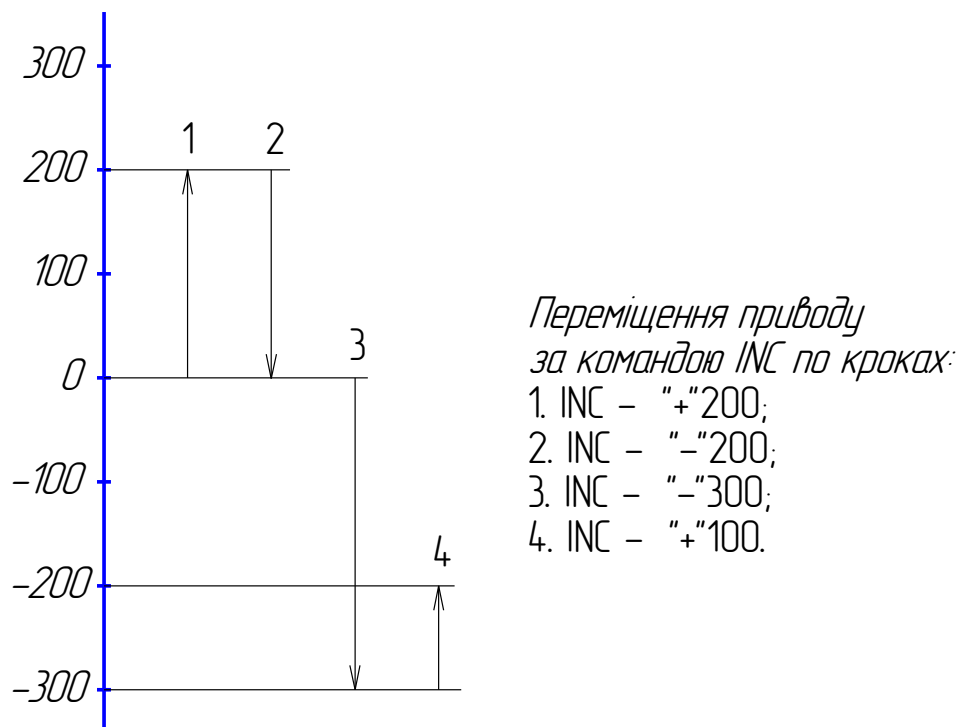 300
1
2
200
100
3
0
Переміщення приводу
за командою INC по кроках:
1. INC – "+"200;
2. INC – "–"200;
3. INC – "–"300;
4. INC – "+"100.
-100
4
-200
-300